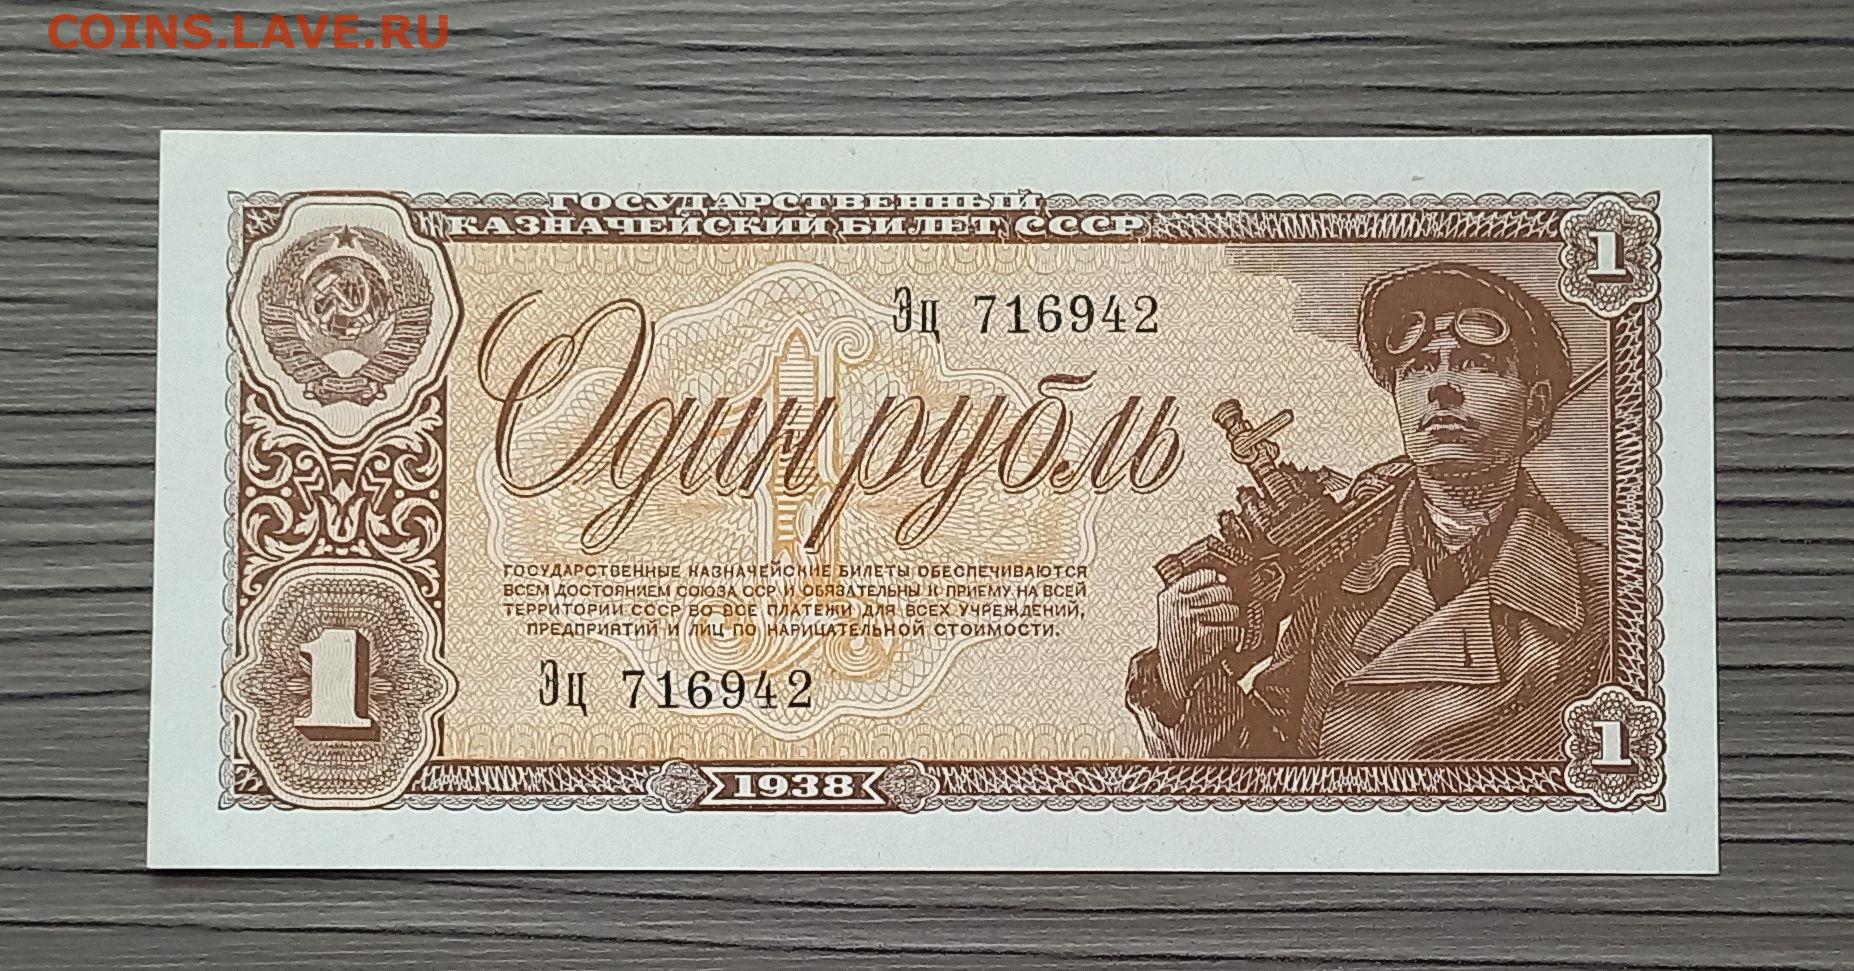 COINS.LAVE.RU
ГОСУДАРСТВЕННЫЙ
КАЗНАЧЕЙСКИЙ БИЛЕТ СССР
1
Эц 716942
Один рубль
ГОСУДАРСТВЕННЫЕ КАЗНАЧЕЙСКИЕ БИЛЕТЫ ОБЕСПЕЧИВАЮТСЯ
ВСЕМ ДОСТОЯНИЕМ СОЮЗА ССР И ОБЯЗАТЕЛЬНЫ К ПРИЕМУ НА ВСЕЙ
ТЕРРИТОРИИ СССР ВО ВСЕ ПЛАТЕЖИ ДЛЯ ВСЕХ УЧРЕЖДЕНИЙ,
ПРЕДПРИЯТИЙ И ЛИЦ ПО НАРИЦАТЕЛЬНОЙ СТОИМОСТИ.
1
Эц 716942
1
1938